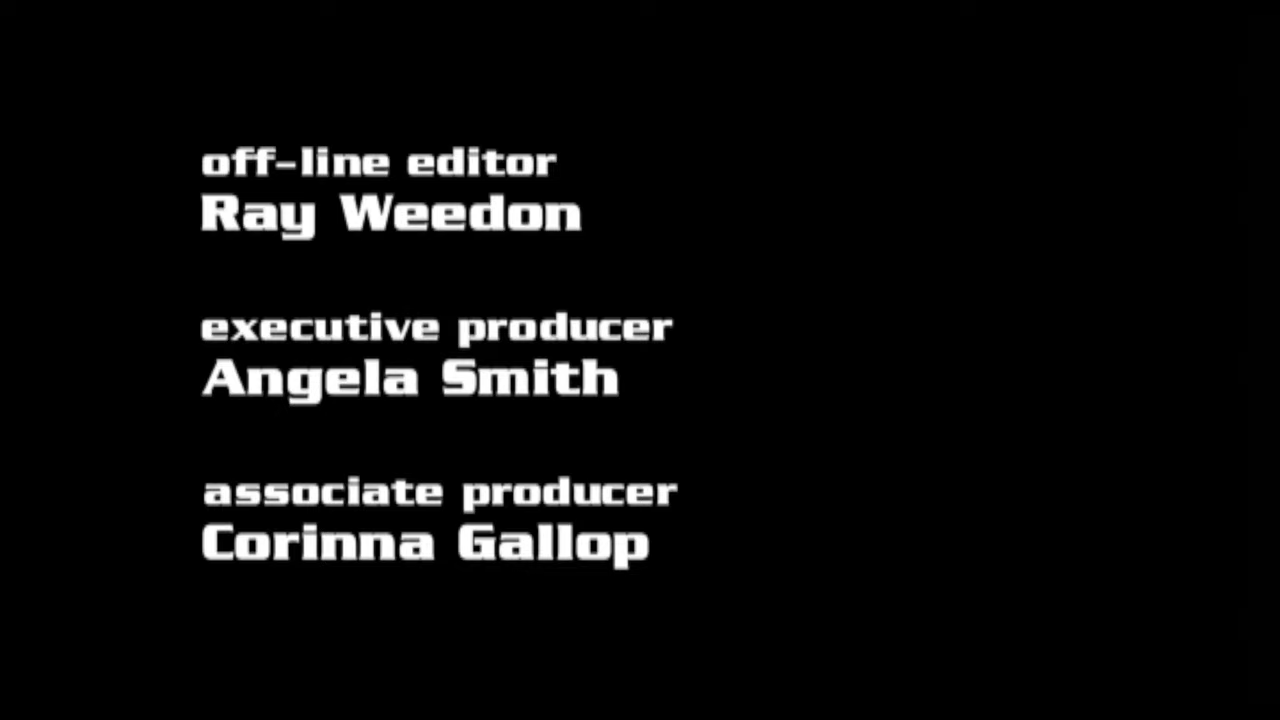 off-line editor
Ray Weedon
executive producer
Angela Smith
associate producer
Corinna Gallop